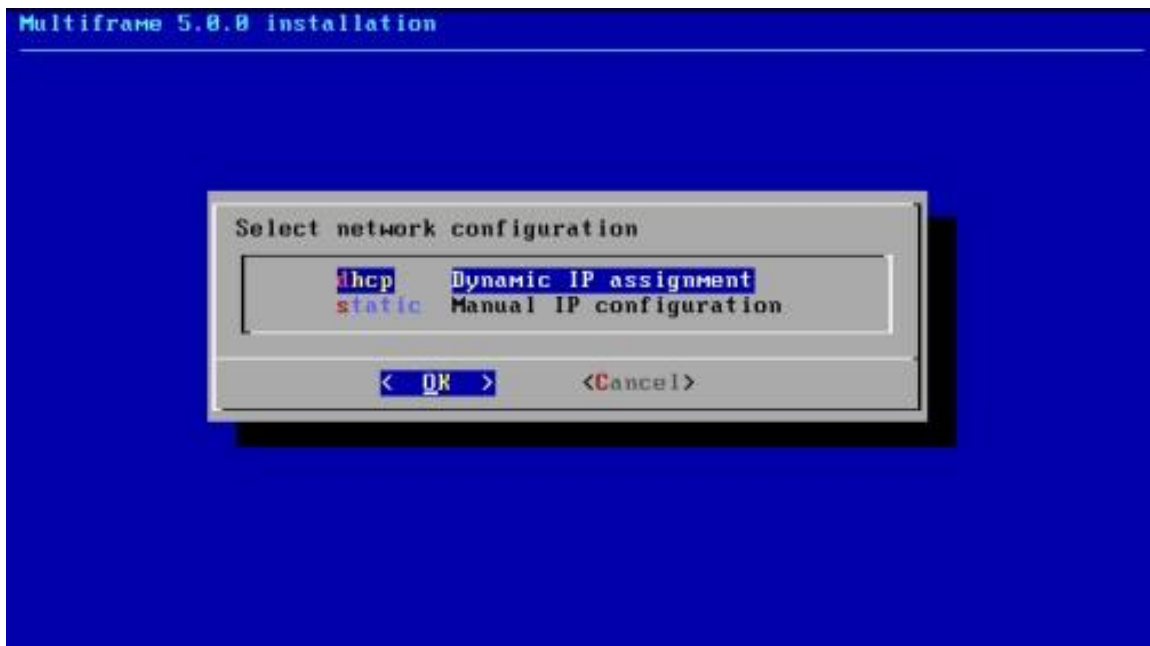 Multiframe 5.0.0 installation
Select network configuration
dhcp Dynamic IP assignment
static Manual IP configuration
< OK > <Cancel>